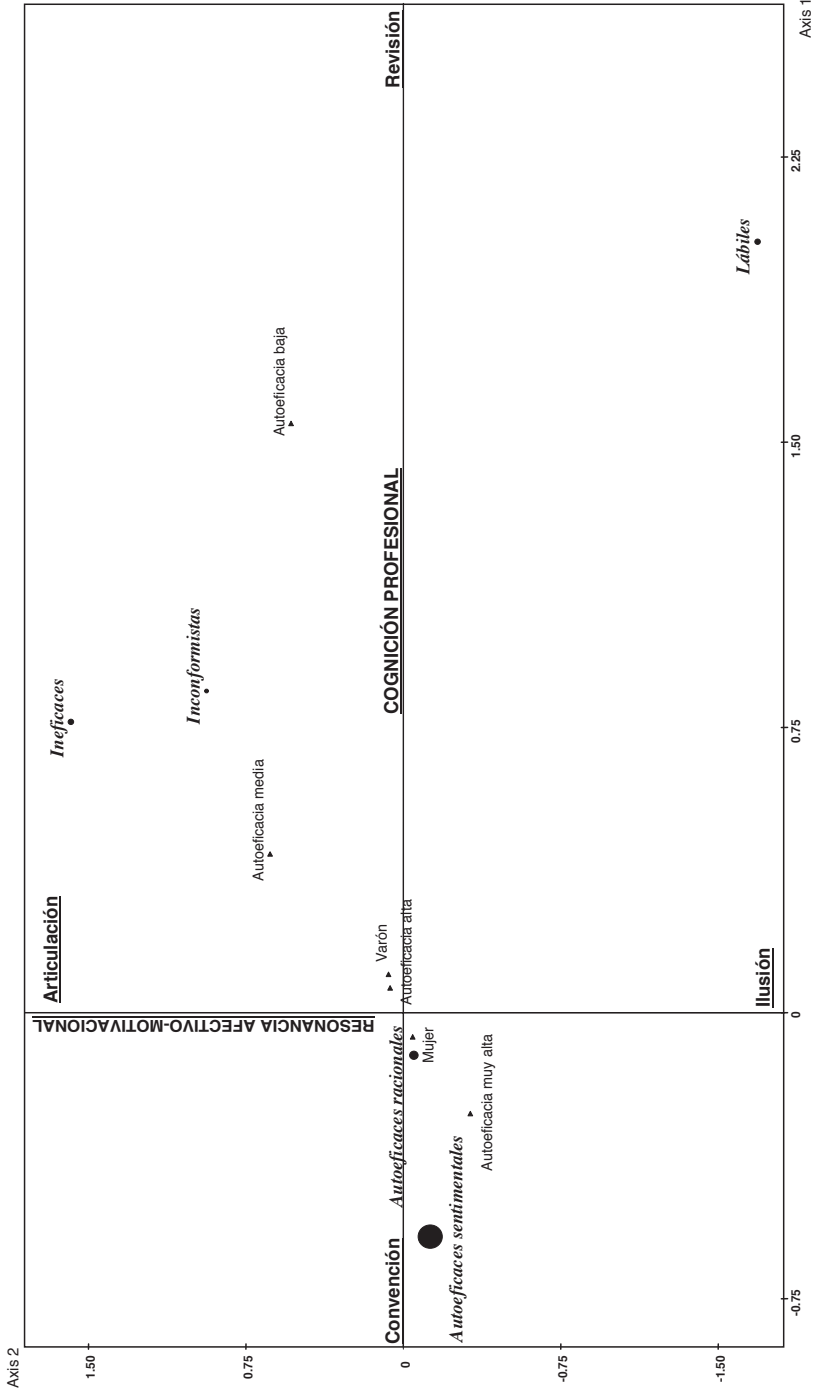 Axis 2
1.50
0.75
0
-0.75
-1.50
Articulación
Ineficaces
Inconformistas
Autoeficacia media
Autoeficacia baja
RESONANCIA AFECTIVO-MOTIVACIONAL
Varón
Autoeficacia alta
Convención
COGNICIÓN PROFESIONAL
Revisión
Autoeficaces racionales
Mujer
Autoeficacia muy alta
Autoeficaces sentimentales
Lábiles
Ilusión
-0.75
0
0.75
1.50
2.25
Axis 1